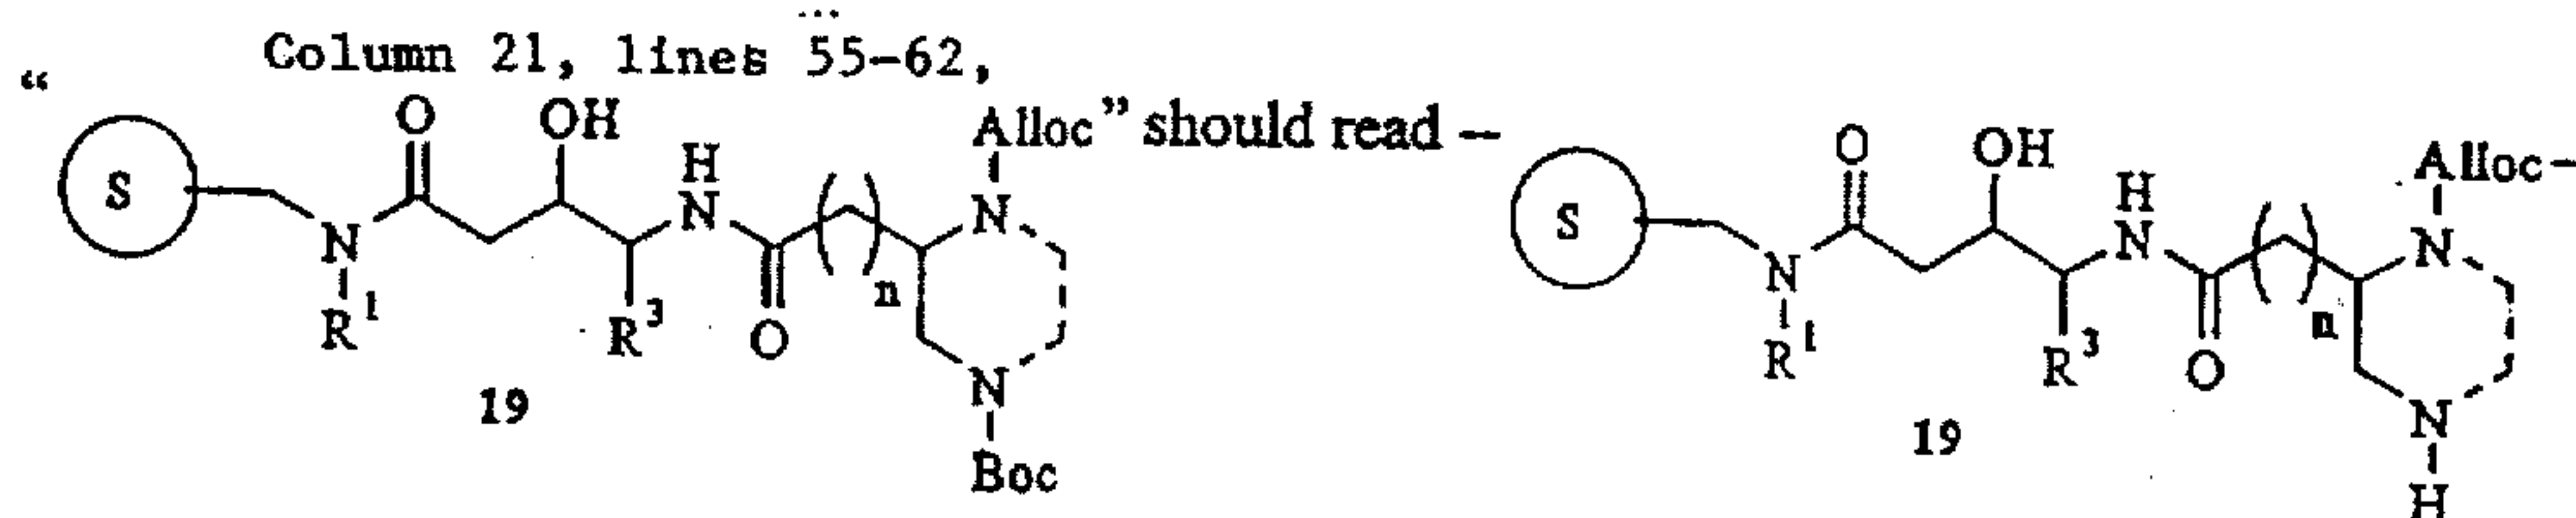 Column 21, lines 55-62,
“
Alloc” should read –
O OH
H
S N
N N
R¹ R³ O n
N
19
Boc
O OH Alloc–
H
S N
N N
R¹ R³ O n
N
19
H